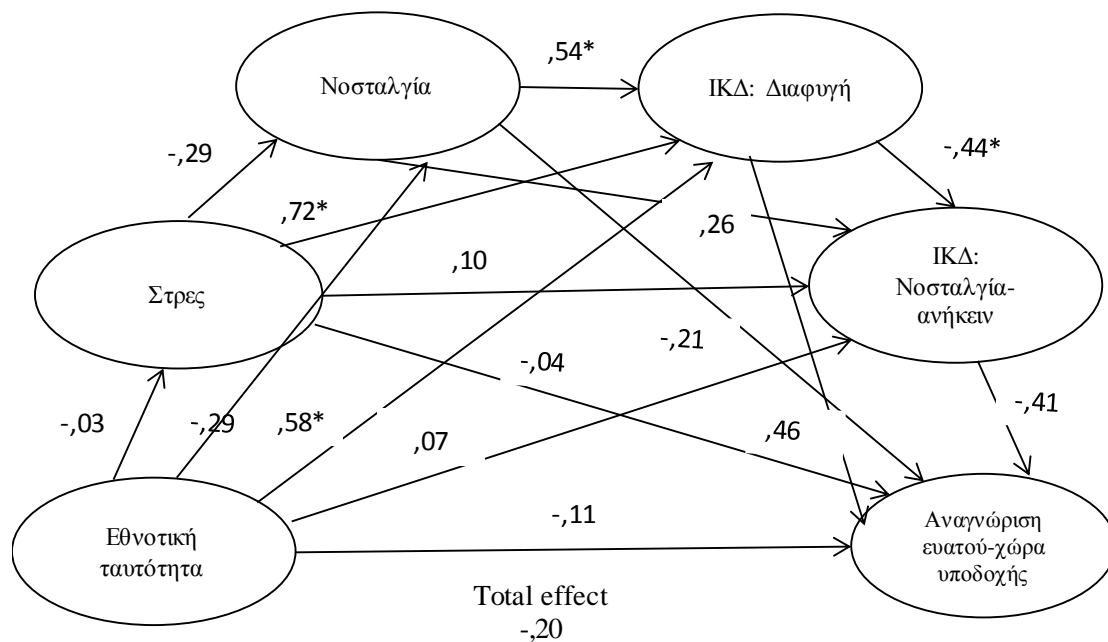 ,54*
Νοσταλγία
ΙΚΔ: Διαφυγή
-,29
-,44*
,72*
,26
,10
Στρες
ΙΚΔ:
Νοσταλγία-
ανήκειν
-,21
-,04
-,03
-,29
,58*
,07
,46
-,41
Εθνοτική
ταυτότητα
-,11
Αναγνώριση
ευατού-χώρα
υποδοχής
Total effect
-,20